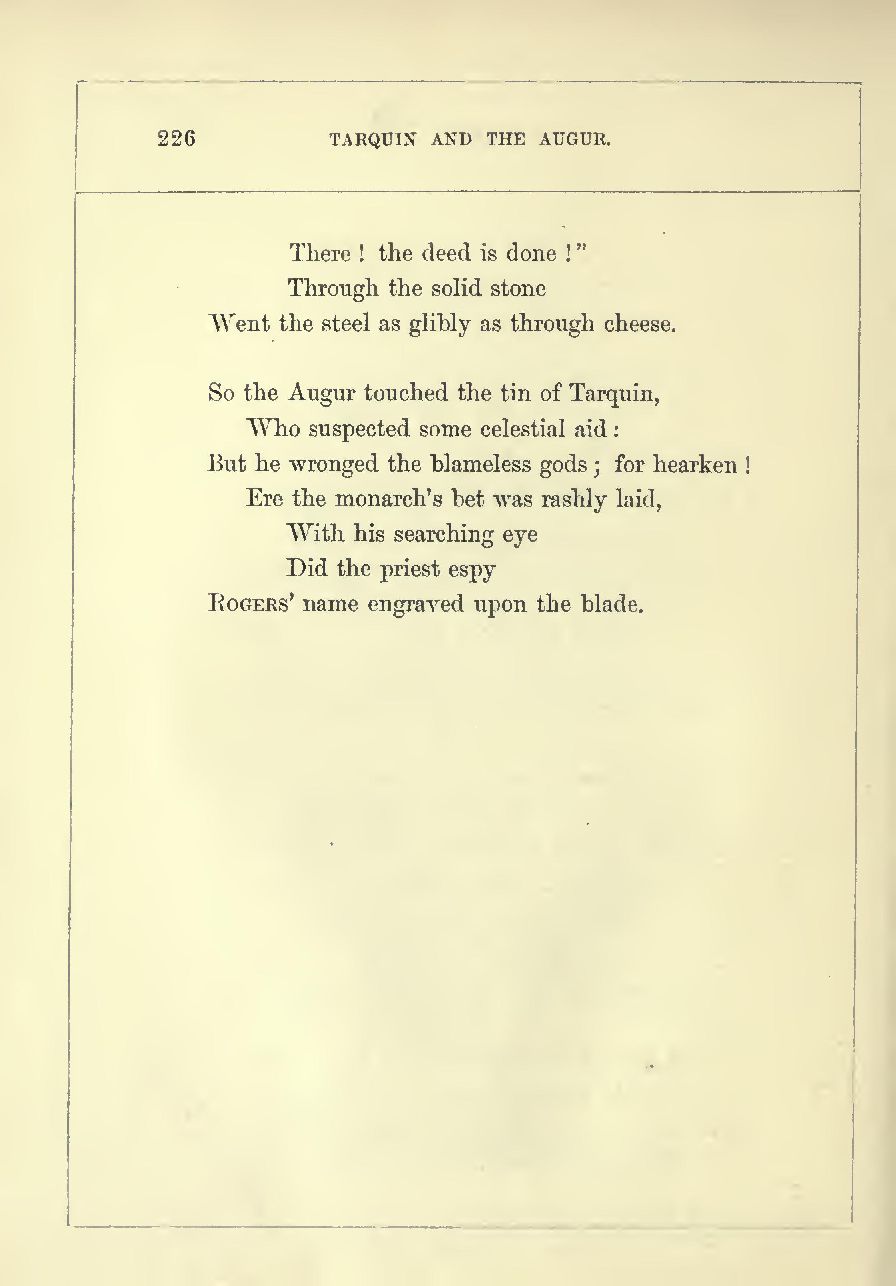 226 TARQUIN AND THE AUGUR.
There ! the deed is done !”
Through the solid stone
Went the steel as glibly as through cheese.
So the Augur touched the tin of Tarquin,
Who suspected some celestial aid :
But he wronged the blameless gods ; for hearken !
Ere the monarch’s bet was rashly laid,
With his searching eye
Did the priest espy
ROGERS’ name engraved upon the blade.